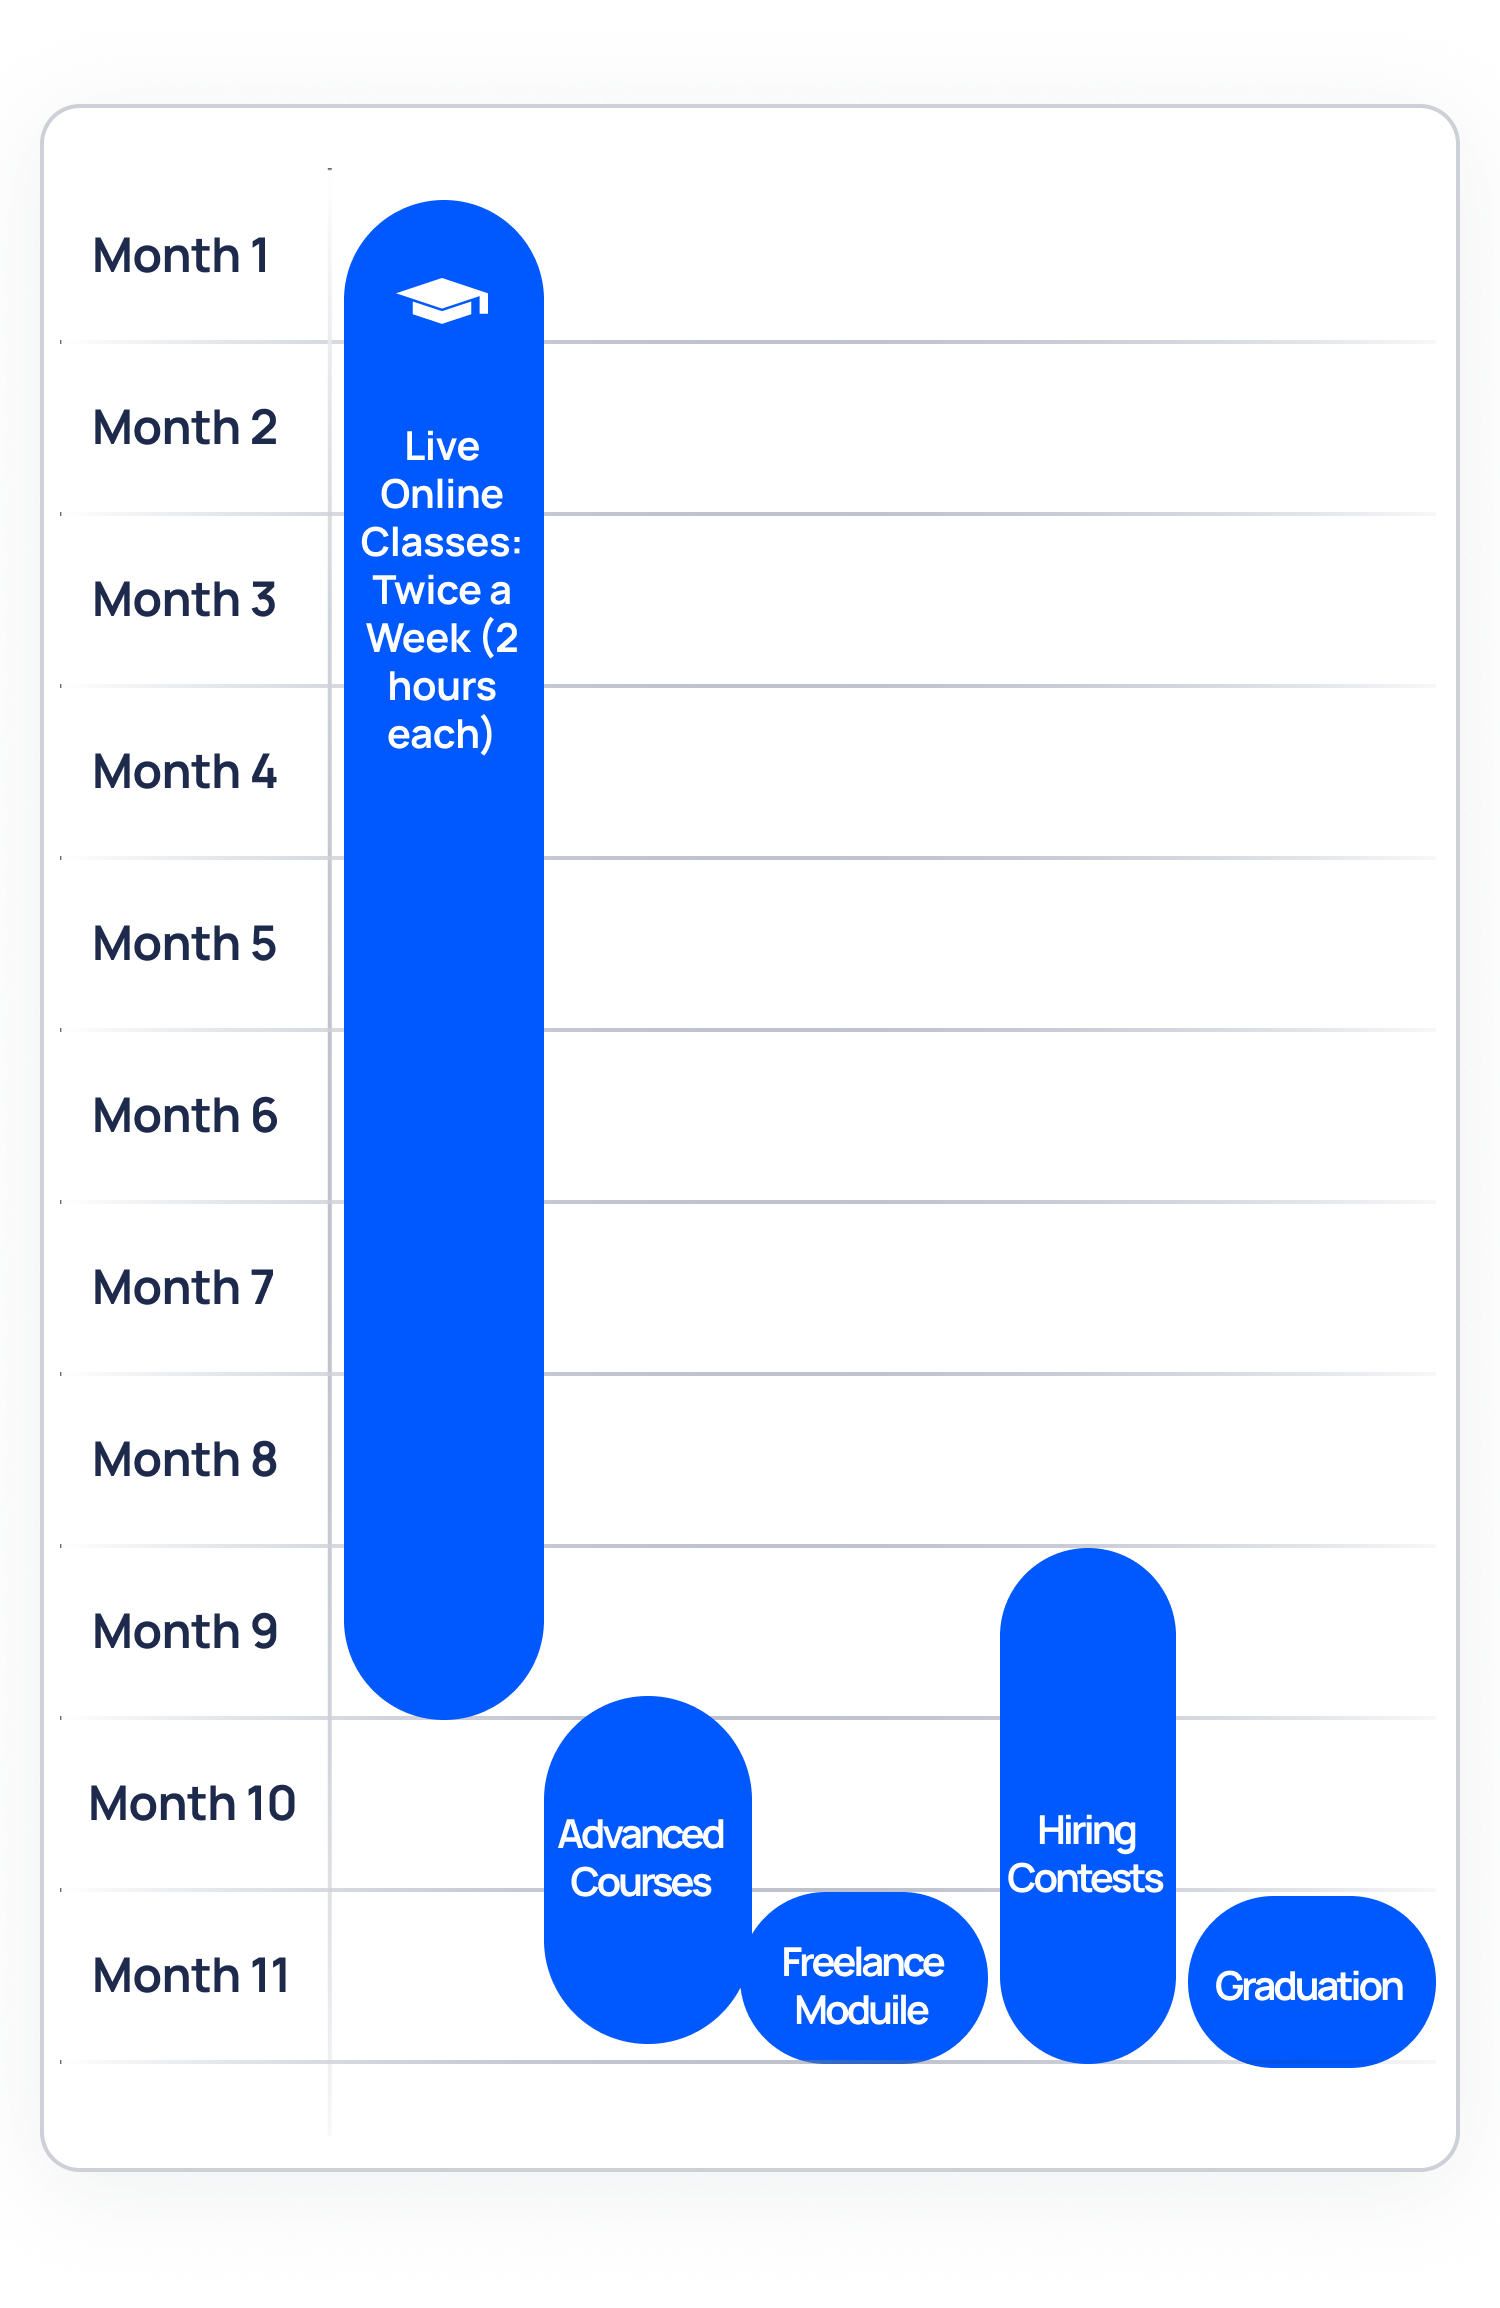 Month 1
Month 2
Live
Online
Classes:
Twice a
Week (2
hours
each)
Month 3
Month 4
Month 5
Month 6
Month 7
Month 8
Month 9
Month 10
Advanced
Courses
Hiring
Contests
Month 11
Freelance
Moduile
Graduation